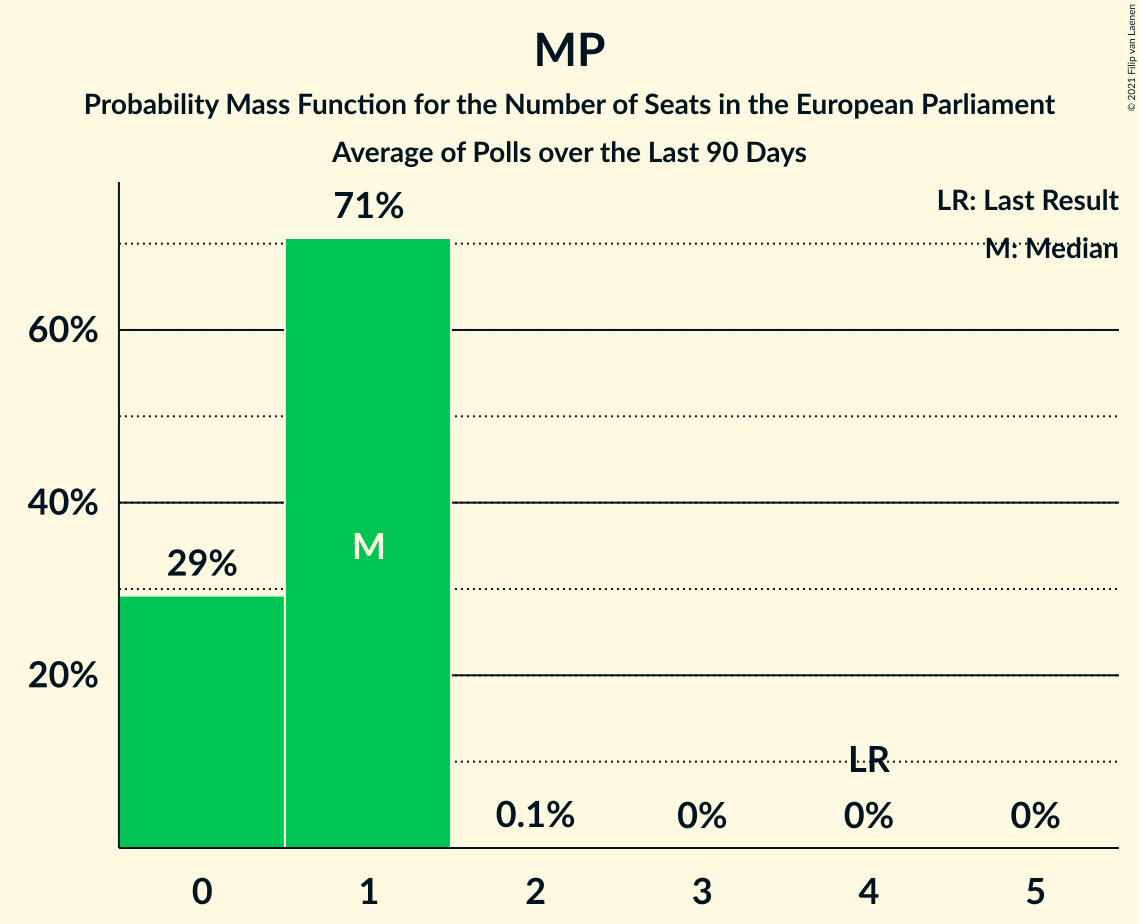 MP
Probability Mass Function for the Number of Seats in the European Parliament
Average of Polls over the Last 90 Days
© 2021 Filip van Laenen
LR: Last Result
M: Median
71%
60%
M
40%
29%
20%
LR
0.1%
0%
0%
0%
0
1
2
3
4
5